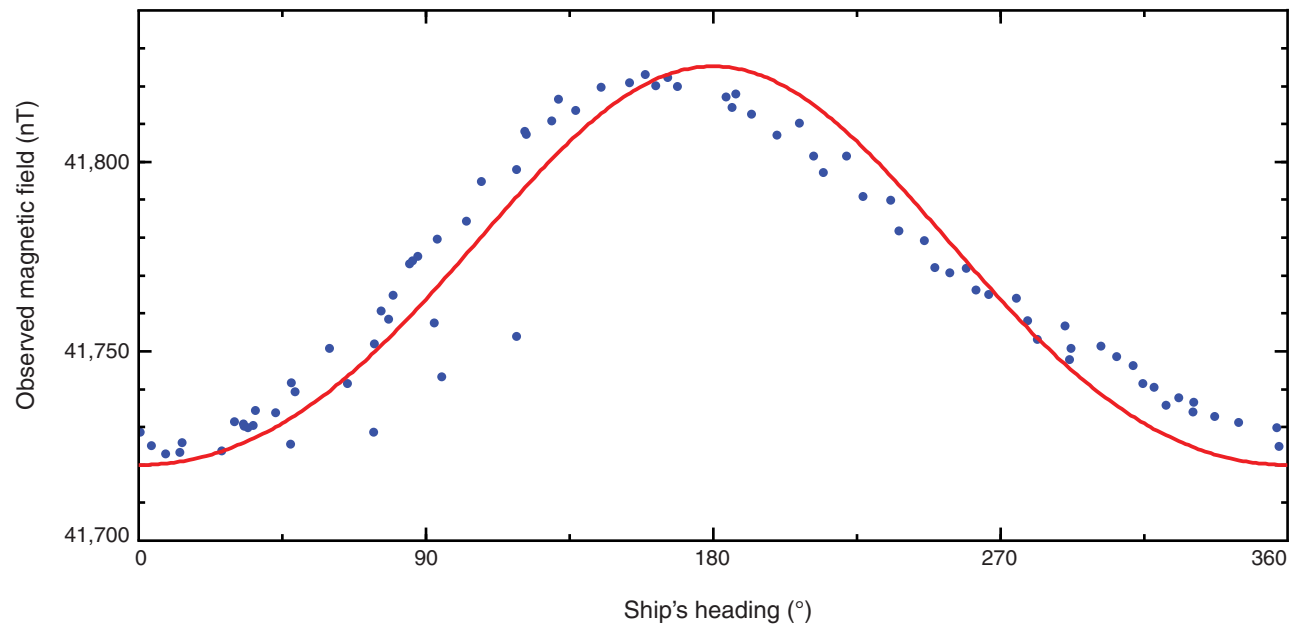 Observed magnetic field (nT)
41,800
41,750
41,700
0 90 180 270 360
Ship's heading (°)